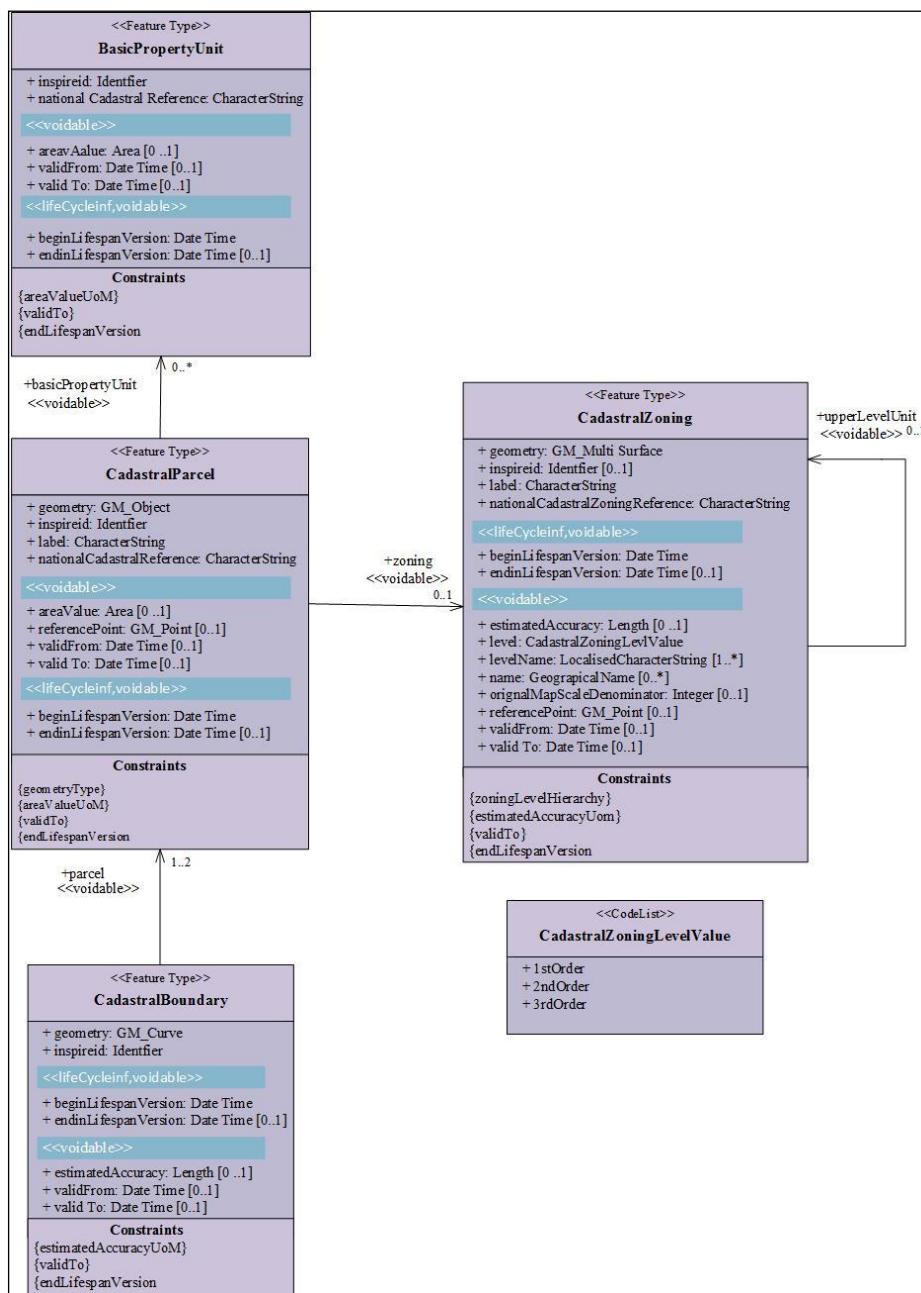 <<Feature Type>>
BasicPropertyUnit
+ inspireid: Identfier
+ national Cadastral Reference: CharacterString
<<voidable>>
+ areavAalue: Area [0 ..1]
+ validFrom: Date Time [0..1]
+ valid To: Date Time [0..1]
<<lifeCycleinf,voidable>>
+ beginLifespanVersion: Date Time
+ endinLifespanVersion: Date Time [0..1]
Constraints
{areaValueUoM}
{validTo}
{endLifespanVersion
0..*
+basicPropertyUnit
<<voidable>>
<<Feature Type>>
CadastralParcel
+ geometry: GM_Object
+ inspireid: Identfier
+ label: CharacterString
+ nationalCadastralReference: CharacterString
<<voidable>>
+ areaValue: Area [0 ..1]
+ referencePoint: GM_Point [0..1]
+ validFrom: Date Time [0..1]
+ valid To: Date Time [0..1]
<<lifeCycleinf,voidable>>
+ beginLifespanVersion: Date Time
+ endinLifespanVersion: Date Time [0..1]
Constraints
{geometryType}
{areaValueUoM}
{validTo}
{endLifespanVersion
+zoning
<<voidable>>
0..1
<<Feature Type>>
CadastralZoning
+ geometry: GM_Multi Surface
+ inspireid: Identfier [0..1]
+ label: CharacterString
+ nationalCadastralZoningReference: CharacterString
<<lifeCycleinf,voidable>>
+ beginLifespanVersion: Date Time
+ endinLifespanVersion: Date Time [0..1]
<<voidable>>
+ estimatedAccuracy: Length [0 ..1]
+ level: CadastralZoningLevlValue
+ levelName: LocalisedCharacterString [1..*]
+ name: GeograpicalName [0..*]
+ orignalMapScaleDenominator: Integer [0..1]
+ referencePoint: GM_Point [0..1]
+ validFrom: Date Time [0..1]
+ valid To: Date Time [0..1]
Constraints
{zoningLevelHierarchy}
{estimatedAccuracyUom}
{validTo}
{endLifespanVersion
+upperLevelUnit
<<voidable>>
1..2
+parcel
<<voidable>>
<<Feature Type>>
CadastralBoundary
+ geometry: GM_Curve
+ inspireid: Identfier
<<lifeCycleinf,voidable>>
+ beginLifespanVersion: Date Time
+ endinLifespanVersion: Date Time [0..1]
<<voidable>>
+ estimatedAccuracy: Length [0 ..1]
+ validFrom: Date Time [0..1]
+ valid To: Date Time [0..1]
Constraints
{estimatedAccuracyUoM}
{validTo}
{endLifespanVersion
<<CodeList>>
CadastralZoningLevelValue
+ 1stOrder
+ 2ndOrder
+ 3rdOrder